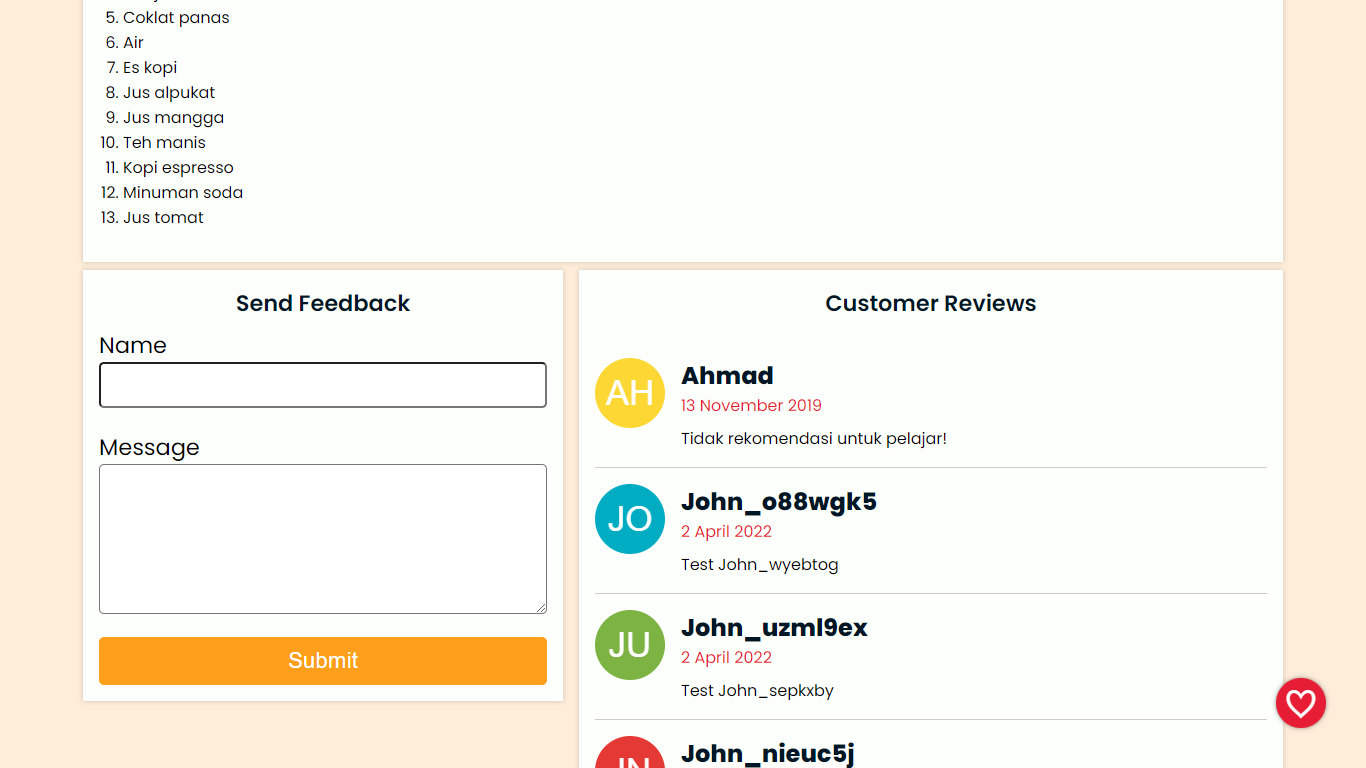 5. Coklat panas
6. Air
7. Es kopi
8. Jus alpukat
9. Jus mangga
10. Teh manis
11. Kopi espresso
12. Minuman soda
13. Jus tomat
Send Feedback
Name
Message
Submit
Customer Reviews
AH
Ahmad
13 November 2019
Tidak rekomendasi untuk pelajar!
JO
John_o88wgk5
2 April 2022
Test John_wyebtog
JU
John_uzml9ex
2 April 2022
Test John_sepkxby
JN
John_nieuc5j